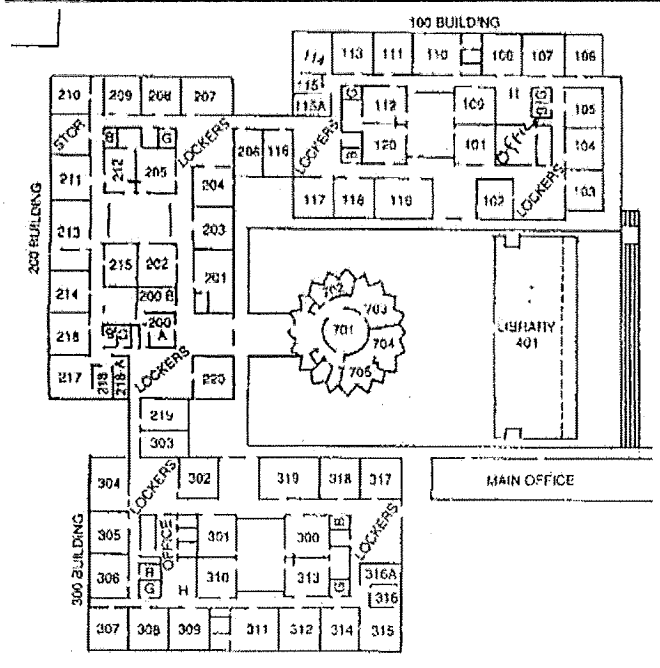 100 BUILDING
114 113 111 110 108 107 106
115
115A G 112 109 H B G 105
LOCKERS
B 120 101 Office 104
117 118 119 102 LOCKERS 103
210 209 208 207
STOR B G LOCKERS 206 116
211 212 205 204
200 BUILDING
213 203
215 202 201
214 200 B
216 B G 200 A
217 218 218-A LOCKERS 220
702
703
701
704
705
LIBRARY
401
219
303
304 LOCKERS 302 319 318 317
MAIN OFFICE
300 BUILDING
305 OFFICE 301 300 B LOCKERS
306 B 310 313 316A
G H G 316
307 308 309 311 312 314 315